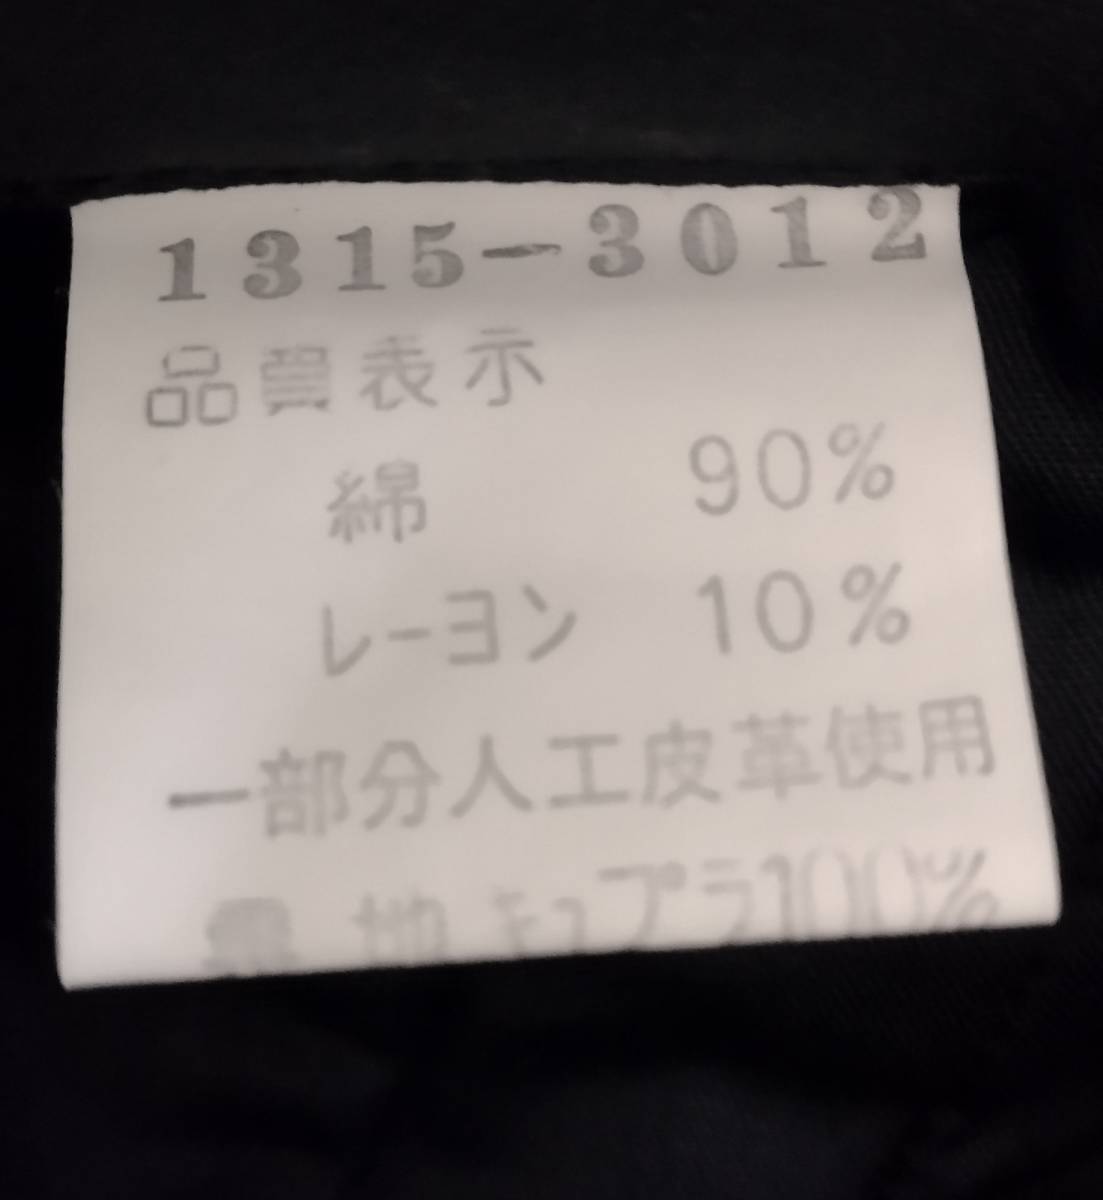 1315-3012
品質表示
綿 90%
レーヨン 10%
一部分人工皮革使用
裏地キュプラ100%